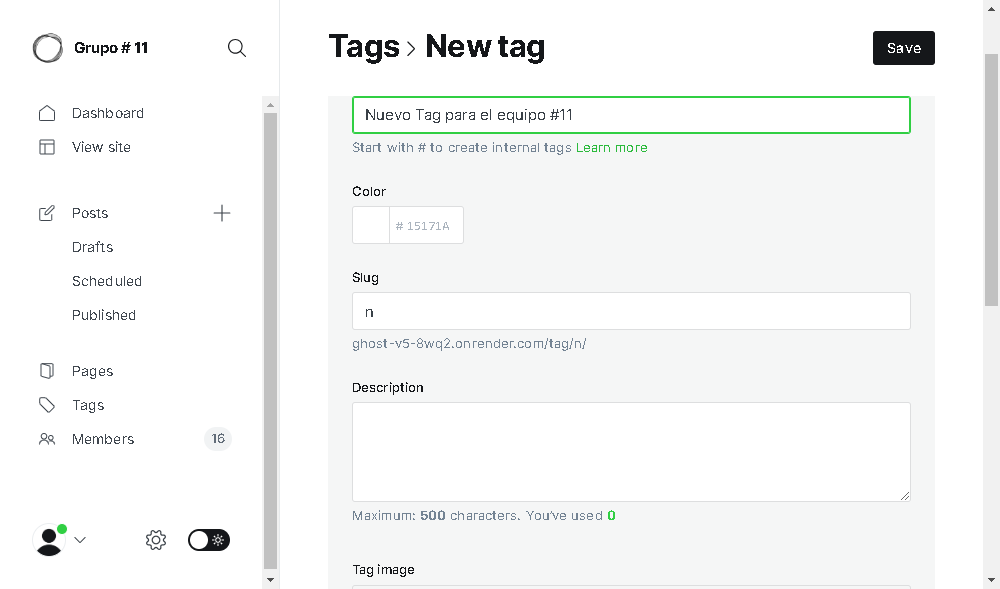 Grupo # 11
Dashboard
View site
Posts
Drafts
Scheduled
Published
Pages
Tags
Members
16
Tags > New tag
Save
Nuevo Tag para el equipo #11
Start with # to create internal tags Learn more
Color
# 15171A
Slug
n
ghost-v5-8wq2.onrender.com/tag/n/
Description
Maximum: 500 characters. You’ve used 0
Tag image